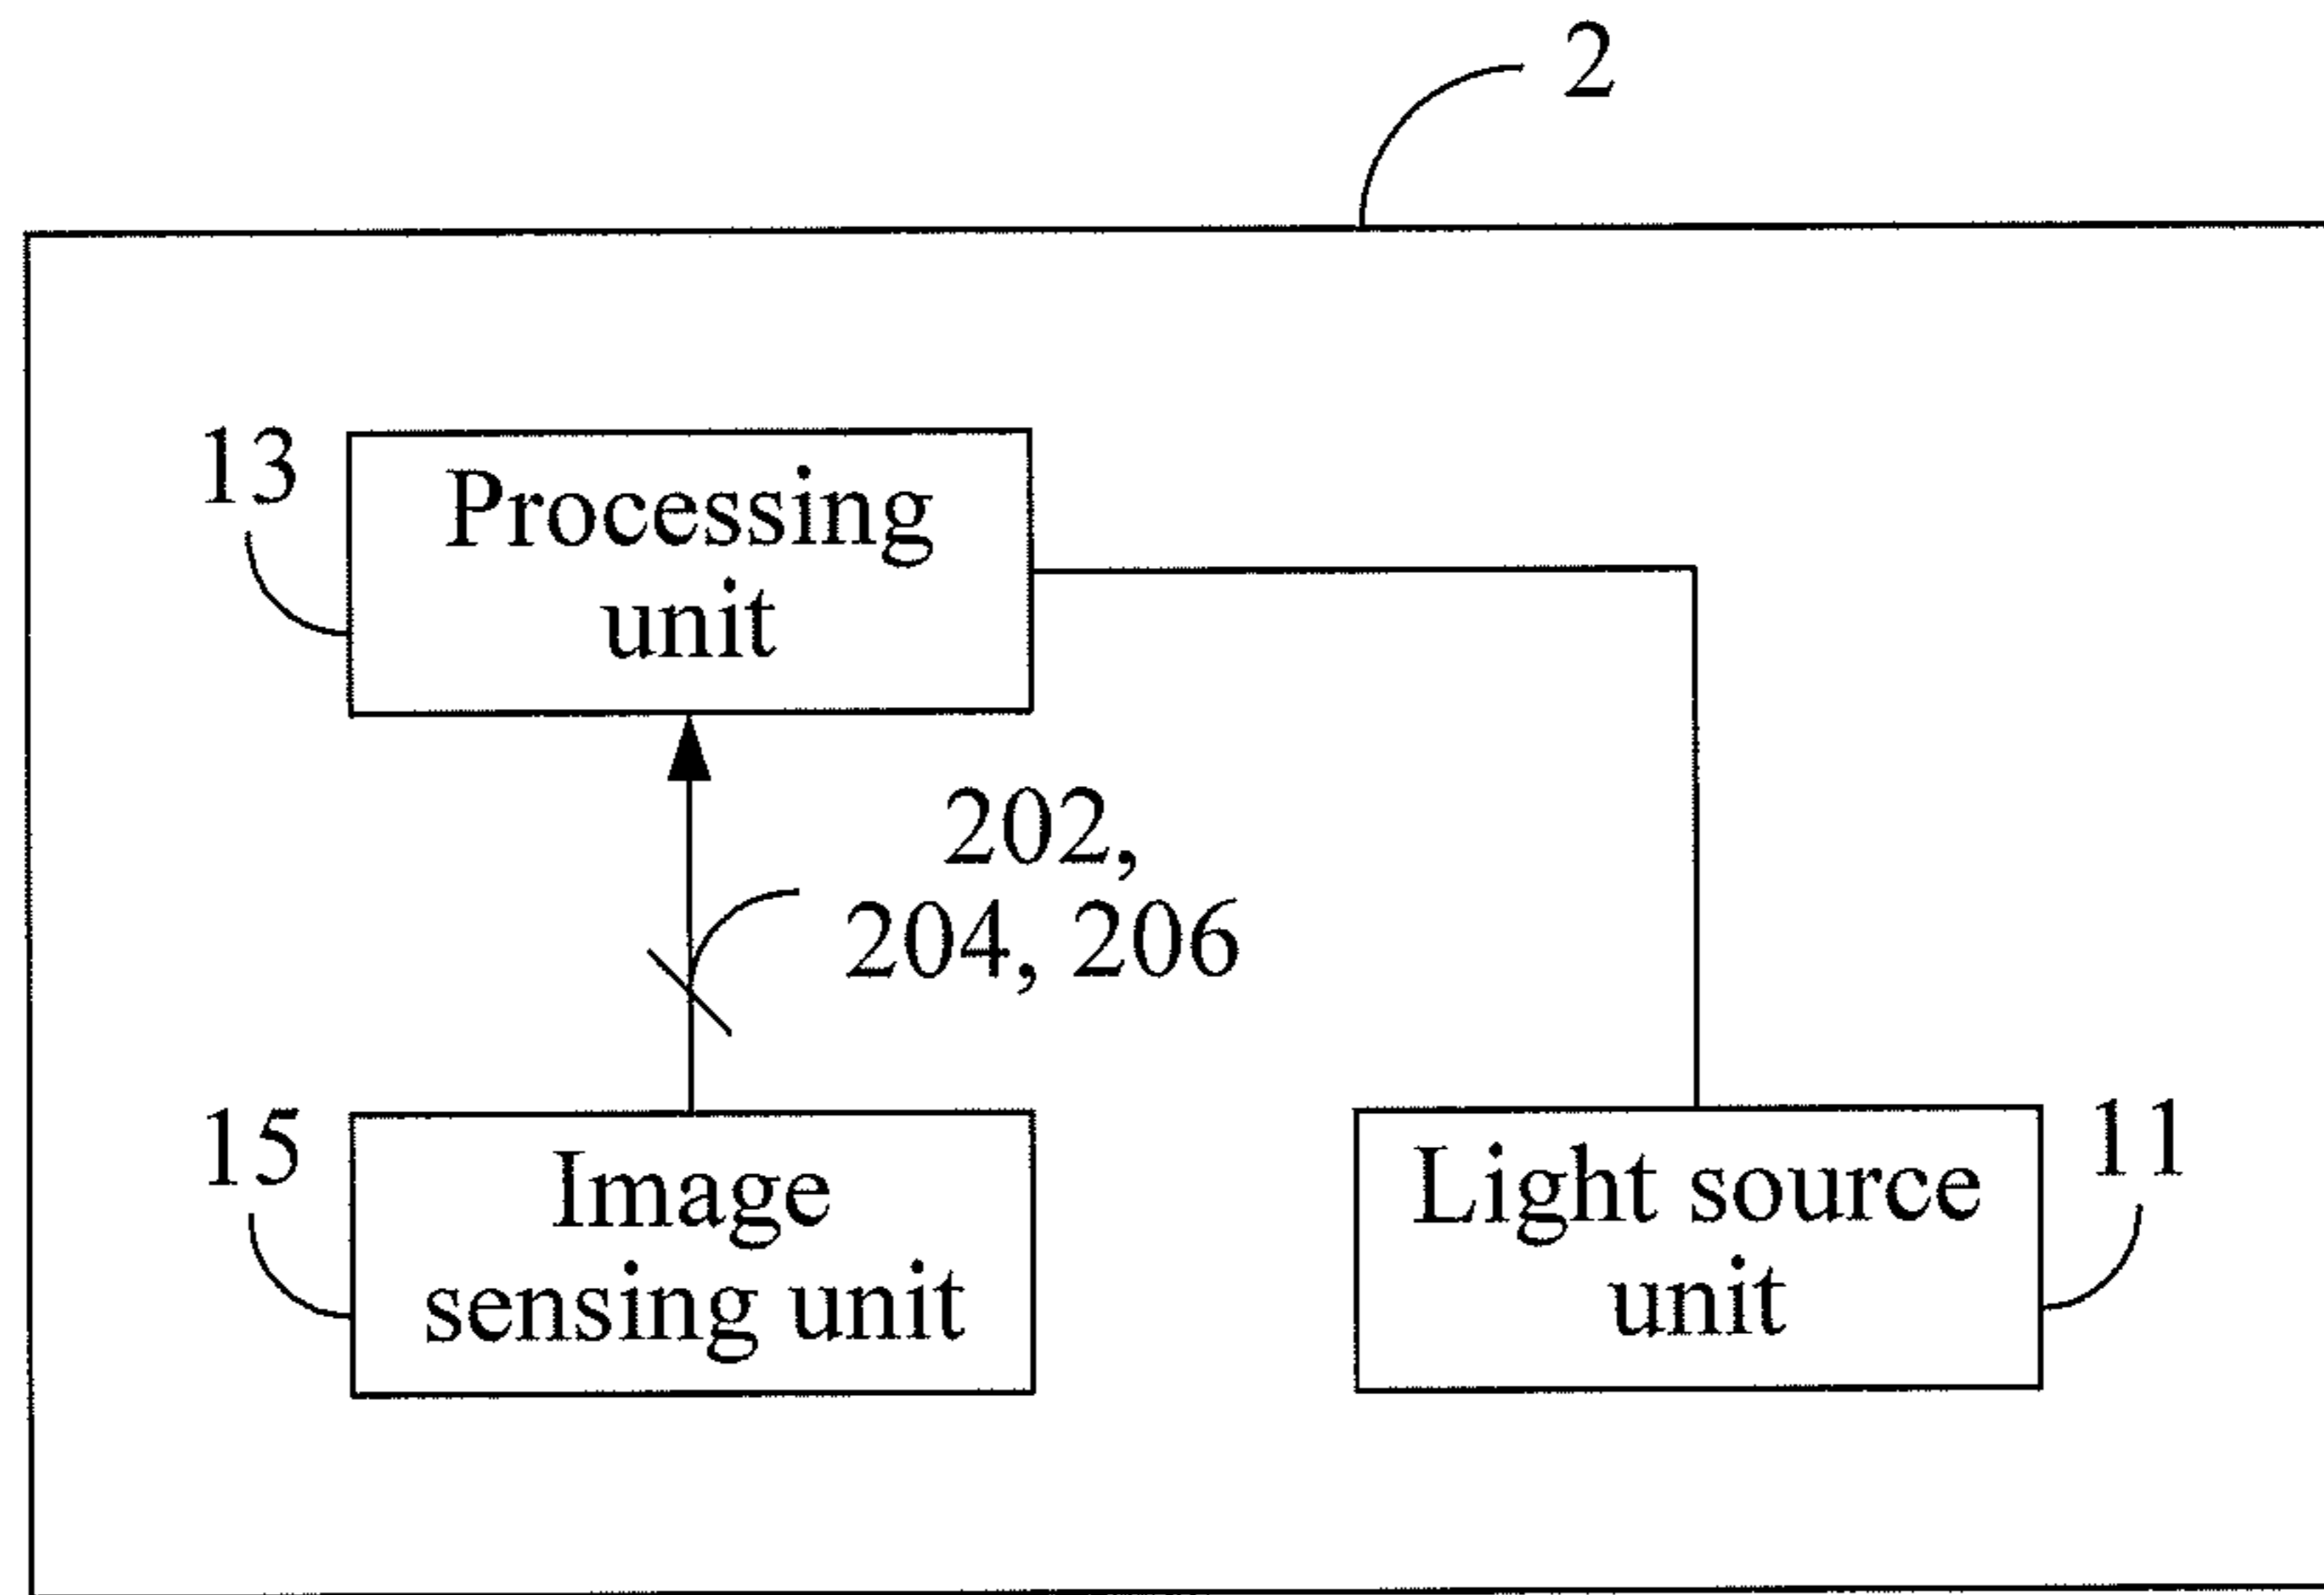 2
13
Processing
unit
202,
204, 206
15
Image
sensing unit
Light source
unit
11